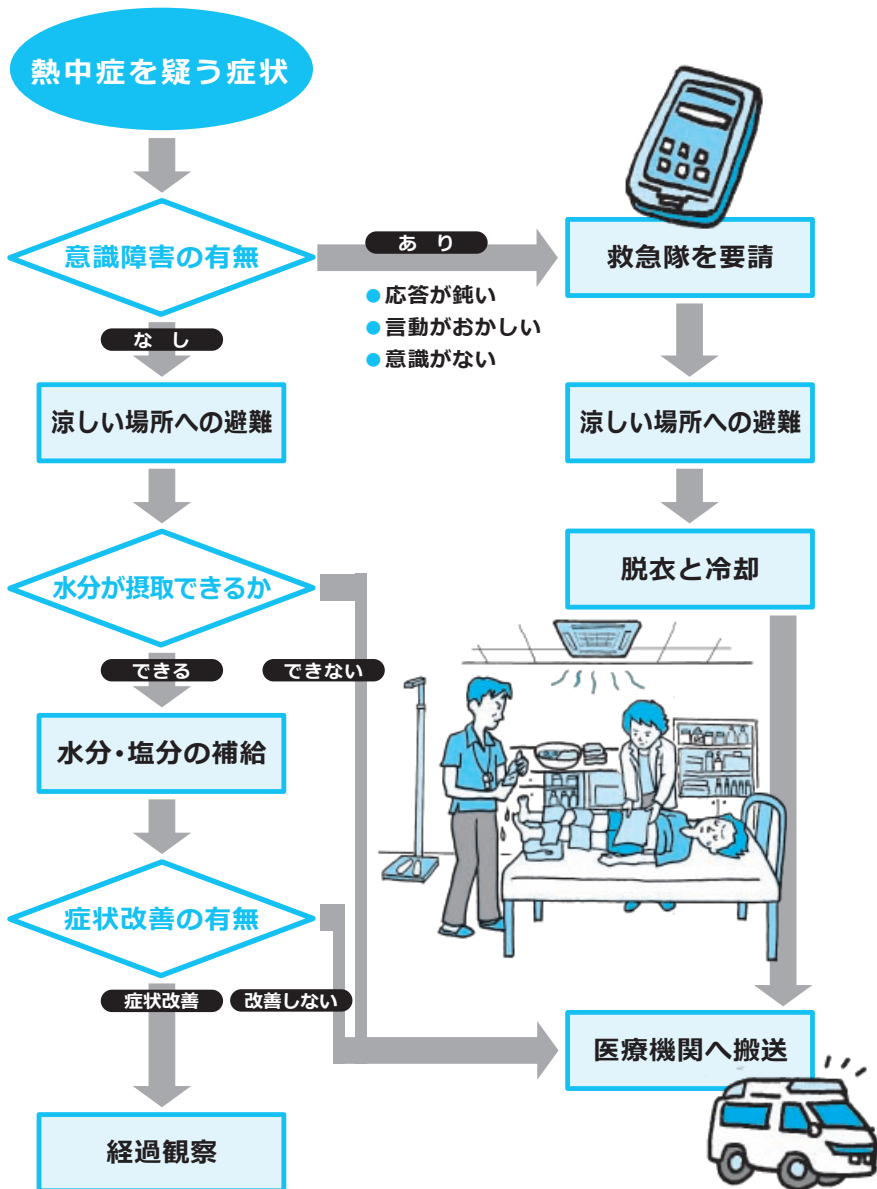 熱中症を疑う症状
意識障害の有無
あり
救急隊を要請
●応答が鈍い
●言動がおかしい
●意識がない
なし
涼しい場所への避難
涼しい場所への避難
水分が摂取できるか
脱衣と冷却
できる
できない
水分・塩分の補給
症状改善の有無
症状改善
改善しない
医療機関へ搬送
経過観察